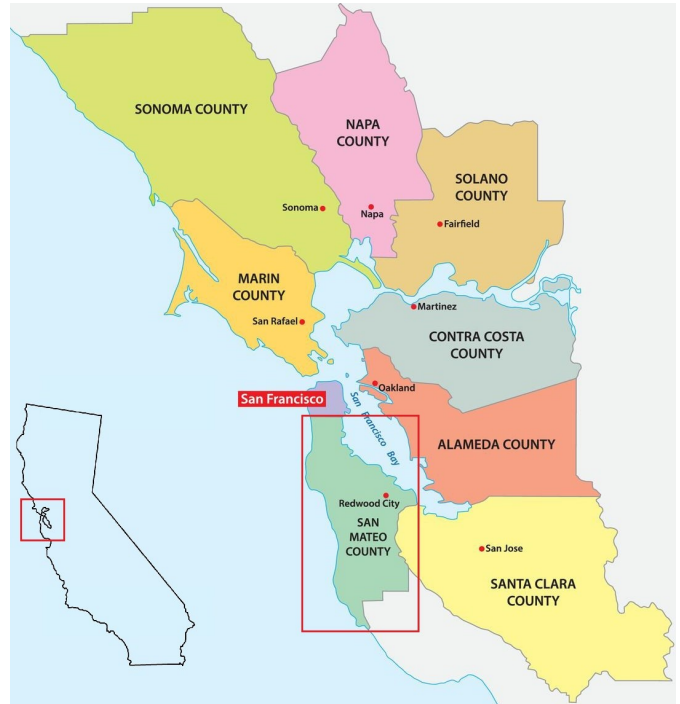 SONOMA COUNTY
NAPA
COUNTY
SOLANO
COUNTY
Sonoma
Napa
Fairfield
MARIN
COUNTY
San Rafael
Martinez
CONTRA COSTA
COUNTY
Oakland
San Francisco
San Francisco Bay
ALAMEDA COUNTY
Redwood City
SAN
MATEO
COUNTY
San Jose
SANTA CLARA
COUNTY